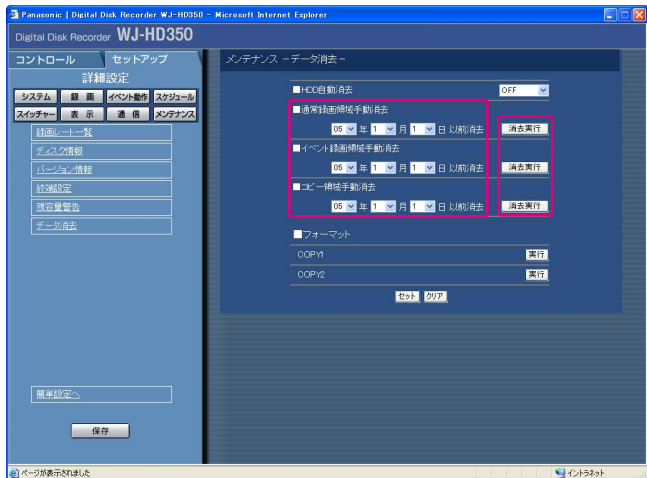 Panasonic | Digital Disk Recorder WJ-HD350 - Microsoft Internet Explorer
Digital Disk Recorder WJ-HD350
コントロール セットアップ
詳細設定
システム 録画 イベント動作 スケジュール
スイッチャー 表示 通信 メンテナンス
録画レート一覧
ディスク情報
バージョン情報
終端設定
残容量警告
データ消去
簡単設定へ
保存
メンテナンス －データ消去－
■HDD自動消去 OFF
■通常録画領域手動消去
05 年 1 月 1 日 以前消去 消去実行
■イベント録画領域手動消去
05 年 1 月 1 日 以前消去 消去実行
■コピー領域手動消去
05 年 1 月 1 日 以前消去 消去実行
■フォーマット
COPY1 実行
COPY2 実行
セット クリア
ページが表示されました イントラネット